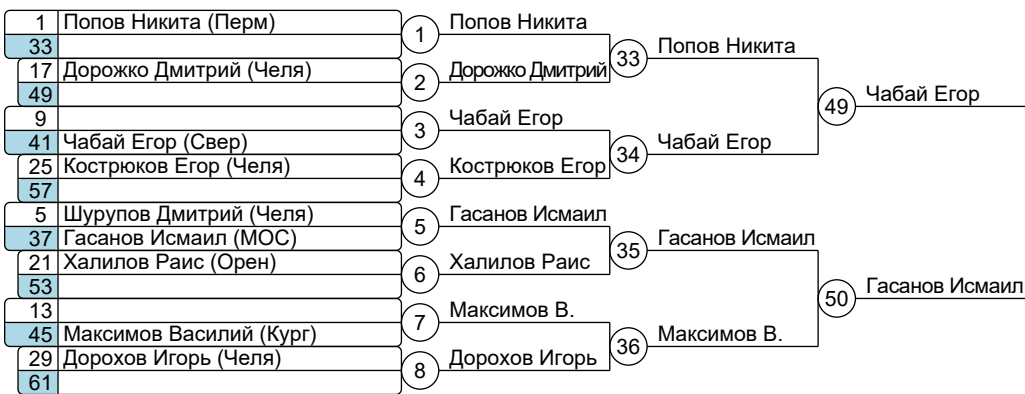 1 Попов Никита (Перм)
33
17 Дорожко Дмитрий (Челя)
49
9
41 Чабай Егор (Свер)
25 Кострюков Егор (Челя)
57
5 Шурупов Дмитрий (Челя)
37 Гасанов Исмаил (МОС)
21 Халилов Раис (Орен)
53
13
45 Максимов Василий (Кург)
29 Дорохов Игорь (Челя)
61
1 Попов Никита
2 Дорожко Дмитрий
3 Чабай Егор
4 Кострюков Егор
5 Гасанов Исмаил
6 Халилов Раис
7 Максимов В.
8 Дорохов Игорь
33 Попов Никита
34 Чабай Егор
35 Гасанов Исмаил
36 Максимов В.
49 Чабай Егор
50 Гасанов Исмаил